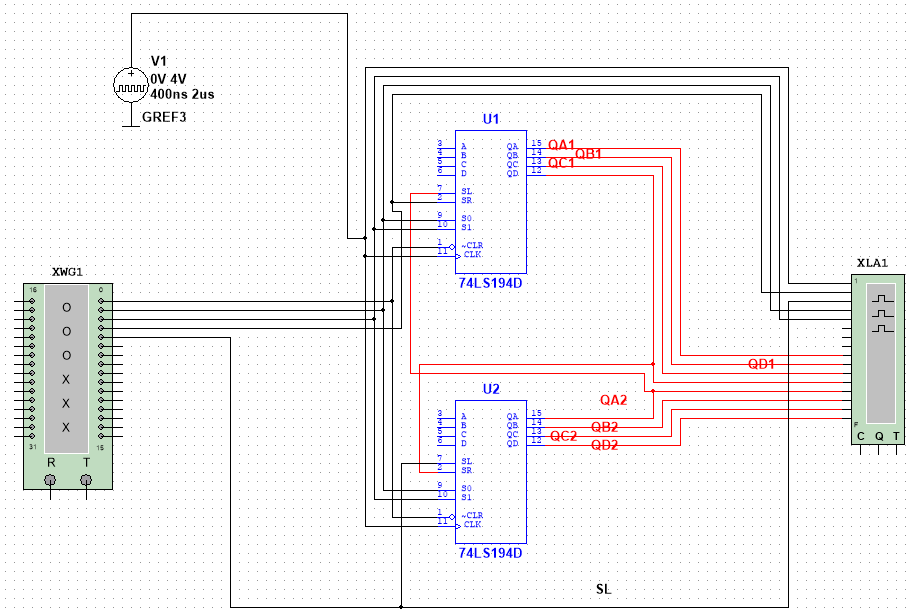 V1
0V 4V
400ns 2us
GREF3
U1
3 A QA 15 QA1
4 B QB 14 QB1
5 C QC 13 QC1
6 D QD 12
7 SL
2 SR
9 S0
10 S1
1 ~CLR
11 CLK
74LS194D
XWG1
16 0
O
O
O
X
X
X
31 15
R T
XLA1
1
F
C Q T
QD1
U2
QA2
3 A QA 15
4 B QB 14 QB2
5 C QC 13 QC2
6 D QD 12 QD2
7 SL
2 SR
9 S0
10 S1
1 ~CLR
11 CLK
74LS194D
SL